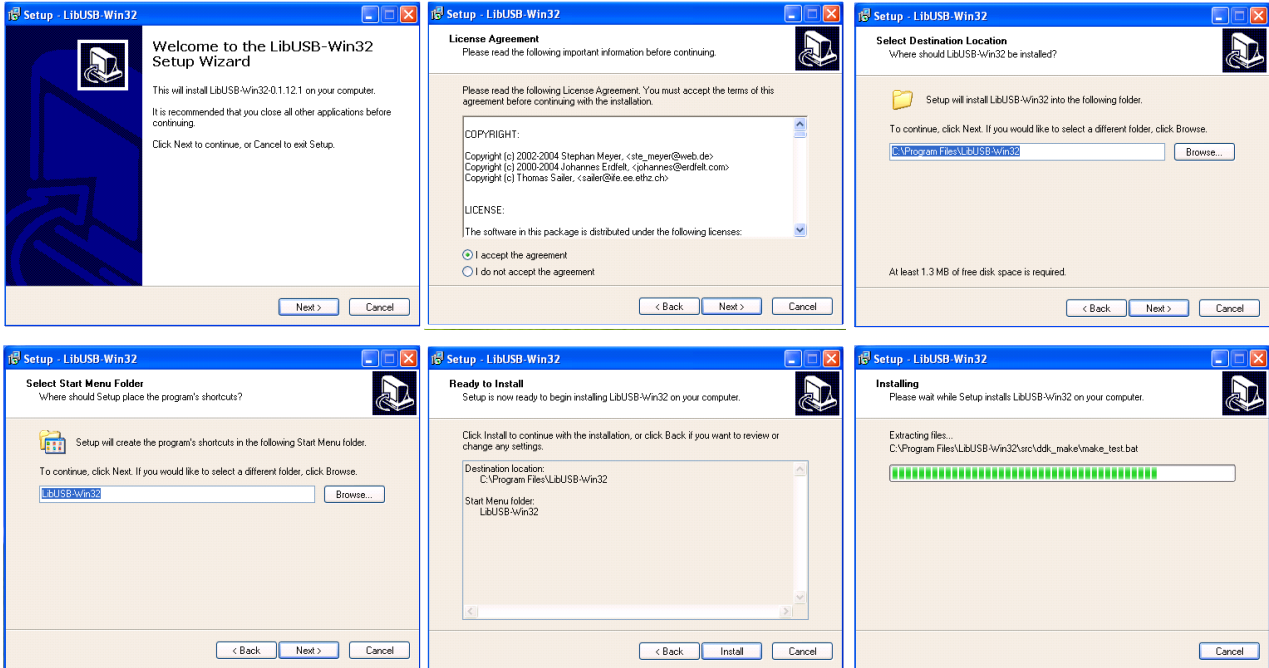 Setup - LibUSB-Win32
Welcome to the LibUSB-Win32
Setup Wizard
This will install LibUSB-Win32-0.1.12.1 on your computer.
It is recommended that you close all other applications before
continuing.
Click Next to continue, or Cancel to exit Setup.
Next >
Cancel
Setup - LibUSB-Win32
License Agreement
Please read the following important information before continuing.
Please read the following License Agreement. You must accept the terms of this
agreement before continuing with the installation.
COPYRIGHT:
Copyright (c) 2002-2004 Stephan Meyer, <ste_meyer@web.de>
Copyright (c) 2000-2004 Johannes Erdfelt, <johannes@erdfelt.com>
Copyright (c) Thomas Sailer, <sailer@ife.ee.ethz.ch>
LICENSE:
The software in this package is distributed under the following licenses:
I accept the agreement
I do not accept the agreement
< Back
Next >
Cancel
Setup - LibUSB-Win32
Select Destination Location
Where should LibUSB-Win32 be installed?
Setup will install LibUSB-Win32 into the following folder.
To continue, click Next. If you would like to select a different folder, click Browse.
C:\Program Files\LibUSB-Win32
Browse...
At least 1.3 MB of free disk space is required.
< Back
Next >
Cancel
Setup - LibUSB-Win32
Select Start Menu Folder
Where should Setup place the program's shortcuts?
Setup will create the program's shortcuts in the following Start Menu folder.
To continue, click Next. If you would like to select a different folder, click Browse.
LibUSB-Win32
Browse...
< Back
Next >
Cancel
Setup - LibUSB-Win32
Ready to Install
Setup is now ready to begin installing LibUSB-Win32 on your computer.
Click Install to continue with the installation, or click Back if you want to review or
change any settings.
Destination location:
C:\Program Files\LibUSB-Win32
Start Menu folder:
LibUSB-Win32
< Back
Install
Cancel
Setup - LibUSB-Win32
Installing
Please wait while Setup installs LibUSB-Win32 on your computer.
Extracting files...
C:\Program Files\LibUSB-Win32\src\ddk_make\make_test.bat
Cancel